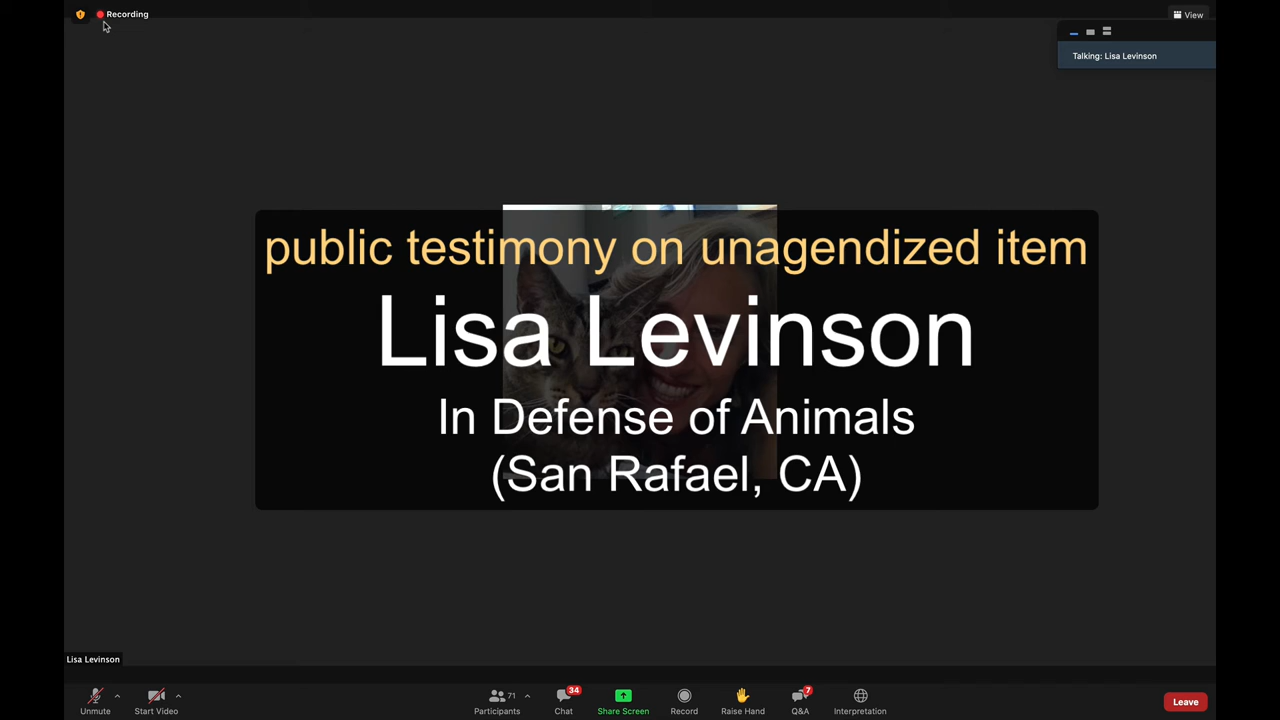 Recording
View
Talking: Lisa Levinson
public testimony on unagendized item
Lisa Levinson
In Defense of Animals
(San Rafael, CA)
Lisa Levinson
71
34
7
Unmute
Start Video
Participants
Chat
Share Screen
Record
Raise Hand
Q&A
Interpretation
Leave